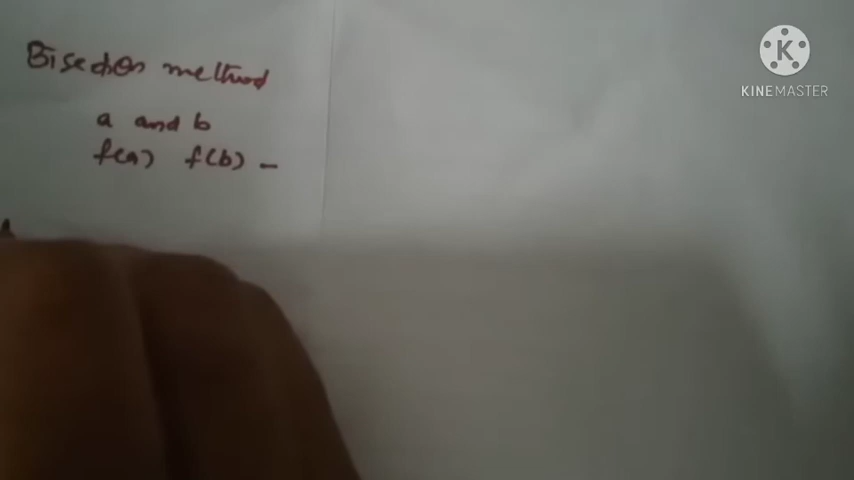 Bisection method
a and b
f(a) f(b) -
KINEMASTER